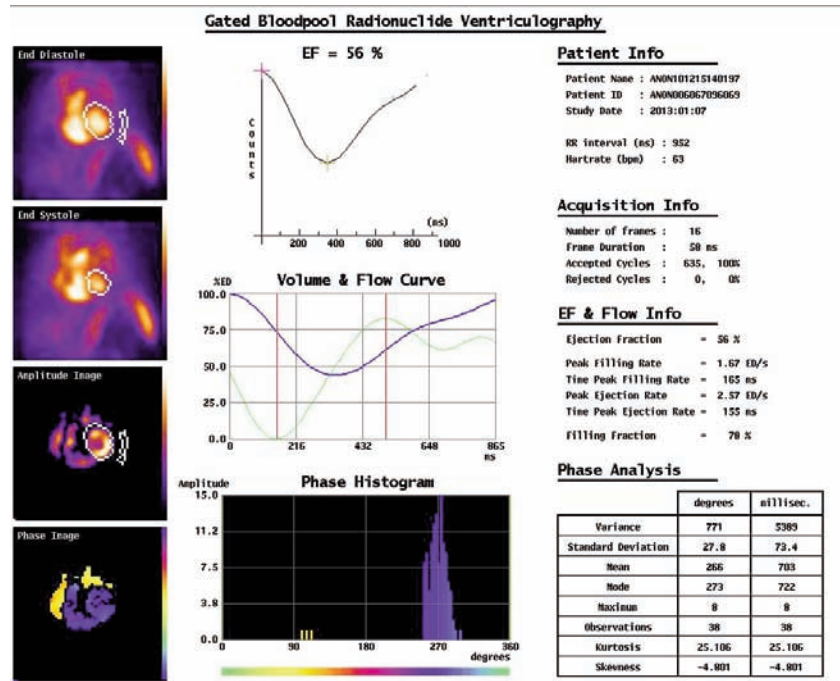 Gated Bloodpool Radionuclide Ventriculography
End Diastole
End Systole
Amplitude Image
Phase Image
EF = 56 %
Counts
(ms)
200 400 600 800 1000
Volume & Flow Curve
%ED
100.0
75.0
50.0
25.0
0.0
0 216 432 648 865
ms
Phase Histogram
Amplitude
15.0
11.2
7.5
3.8
0.0
0 90 180 270 360
degrees
Patient Info
Patient Name : ANON101215140197
Patient ID : ANON006067096069
Study Date : 2013:01:07
RR interval (ms) : 952
Hartrate (bpm) : 63
Acquisition Info
Number of frames : 16
Frame Duration : 58 ms
Accepted Cycles : 635, 100%
Rejected Cycles : 0, 0%
EF & Flow Info
Ejection Fraction = 56 %
Peak Filling Rate = 1.67 ED/s
Time Peak Filling Rate = 165 ms
Peak Ejection Rate = 2.57 ED/s
Time Peak Ejection Rate = 155 ms
Filling Fraction = 78 %
Phase Analysis
degrees millisec.
Variance 771 5389
Standard Deviation 27.8 73.4
Mean 266 703
Mode 273 722
Maximum 8 8
Observations 38 38
Kurtosis 25.106 25.106
Skewness -4.801 -4.801